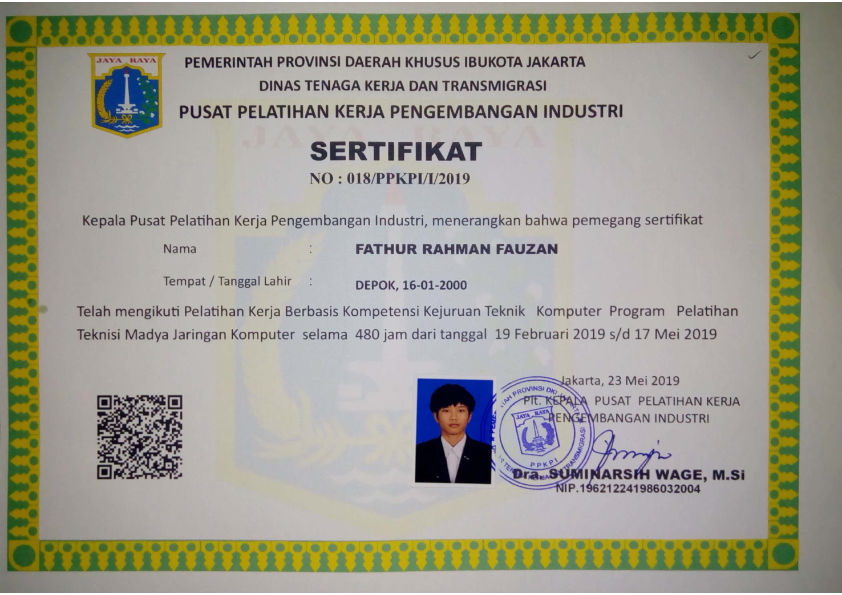 JAYA RAYA
PEMERINTAH PROVINSI DAERAH KHUSUS IBUKOTA JAKARTA
DINAS TENAGA KERJA DAN TRANSMIGRASI
PUSAT PELATIHAN KERJA PENGEMBANGAN INDUSTRI
JAYA RAYA
SERTIFIKAT
NO : 018/PPKPI/I/2019
Kepala Pusat Pelatihan Kerja Pengembangan Industri, menerangkan bahwa pemegang sertifikat
Nama : FATHUR RAHMAN FAUZAN
Tempat / Tanggal Lahir : DEPOK, 16-01-2000
Telah mengikuti Pelatihan Kerja Berbasis Kompetensi Kejuruan Teknik Komputer Program Pelatihan
Teknisi Madya Jaringan Komputer selama 480 jam dari tanggal 19 Februari 2019 s/d 17 Mei 2019
Jakarta, 23 Mei 2019
Plt. KEPALA PUSAT PELATIHAN KERJA
PENGEMBANGAN INDUSTRI
PROVINSI DKI
JAYA RAYA
PPKPI
TRANSMIGRASI
Dra. SUMINARSIH WAGE, M.Si
NIP.196212241986032004